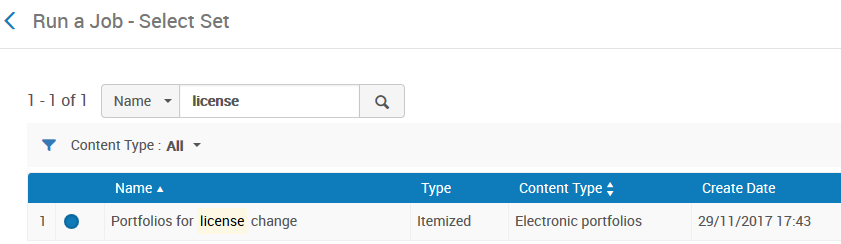 Run a Job - Select Set
1 - 1 of 1 Name license
Content Type : All
Name Type Content Type Create Date
1 Portfolios for license change Itemized Electronic portfolios 29/11/2017 17:43